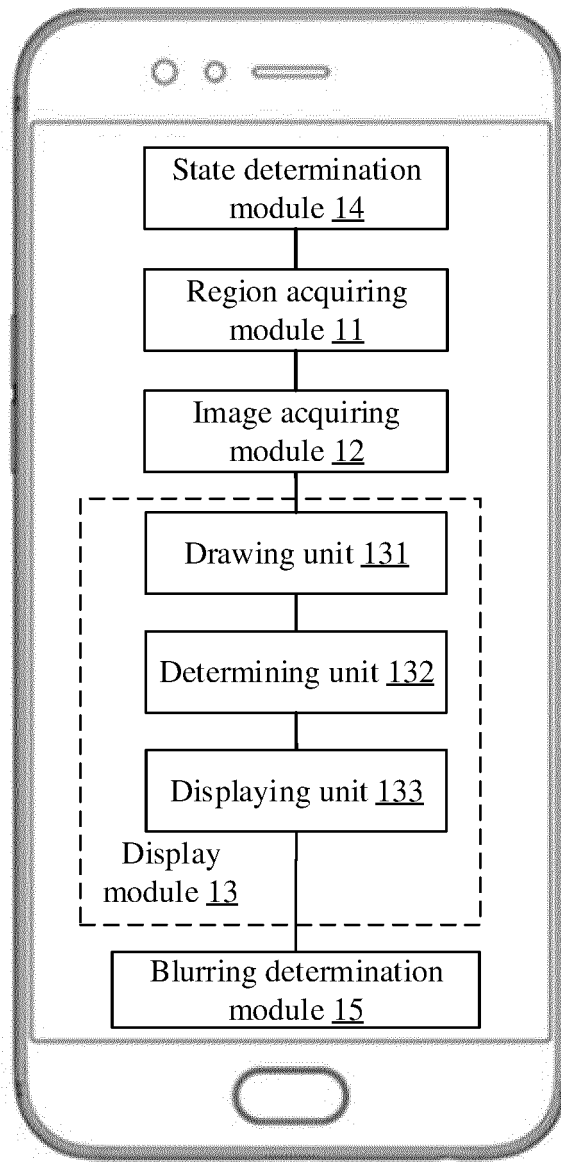 State determination
module 14
Region acquiring
module 11
Image acquiring
module 12
Drawing unit 131
Determining unit 132
Displaying unit 133
Display
module 13
Blurring determination
module 15